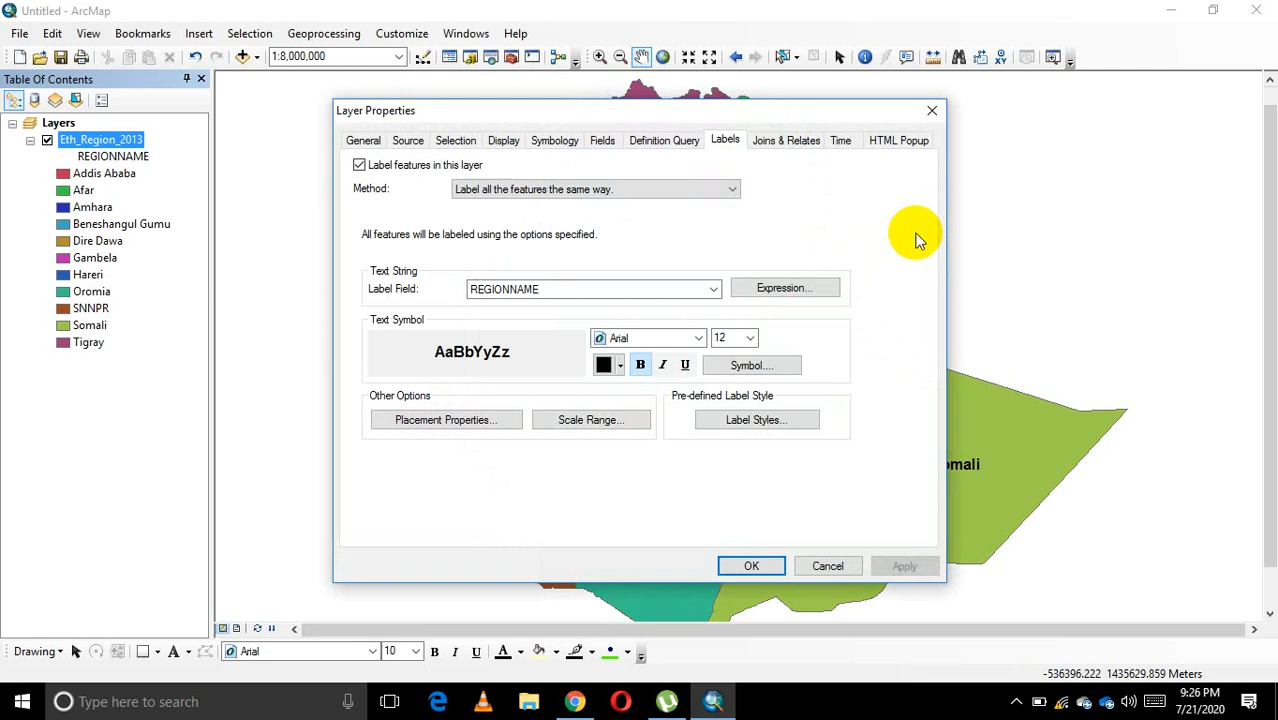 Untitled - ArcMap
File Edit View Bookmarks Insert Selection Geoprocessing Customize Windows Help
1:8,000,000
Table Of Contents
Layers
Eth_Region_2013
REGIONNAME
Addis Ababa
Afar
Amhara
Beneshangul Gumu
Dire Dawa
Gambela
Hareri
Oromia
SNNPR
Somali
Tigray
Layer Properties
General Source Selection Display Symbology Fields Definition Query Labels Joins & Relates Time HTML Popup
Label features in this layer
Method: Label all the features the same way.
All features will be labeled using the options specified.
Text String
Label Field: REGIONNAME Expression...
Text Symbol
AaBbYyZz
Arial 12
B I U Symbol....
Other Options
Placement Properties... Scale Range...
Pre-defined Label Style
Label Styles...
OK Cancel Apply
omali
Drawing A Arial 10 B I U A
-536396.222 1435629.859 Meters
Type here to search
9:26 PM
7/21/2020